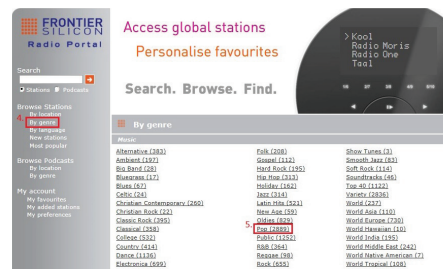 FRONTIER
SILICON
Radio Portal
Search
Stations Podcasts
Browse Stations
By location
4. By genre
By language
New stations
Most popular
Browse Podcasts
By location
By genre
My account
My favourites
My added stations
My preferences
Access global stations
Personalise favourites
Search. Browse. Find.
>Kool
Radio Moris
Radio One
Taal
By genre
Music
Alternative (383)
Ambient (197)
Big Band (28)
Bluegrass (17)
Blues (67)
Celtic (24)
Christian Contemporary (260)
Christian Rock (22)
Classic Rock (395)
Classical (358)
College (532)
Country (414)
Dance (1136)
Electronica (699)
Folk (208)
Gospel (112)
Hard Rock (195)
Hip Hop (313)
Holiday (162)
Jazz (314)
Latin Hits (521)
New Age (59)
Oldies (829)
5. Pop (2889)
Public (1252)
R&B (364)
Reggae (98)
Rock (655)
Show Tunes (3)
Smooth Jazz (83)
Soft Rock (114)
Soundtracks (46)
Top 40 (1122)
Variety (2836)
World (237)
World Asia (110)
World Europe (730)
World Hawaiian (10)
World India (195)
World Middle East (242)
World Native American (7)
World Tropical (108)